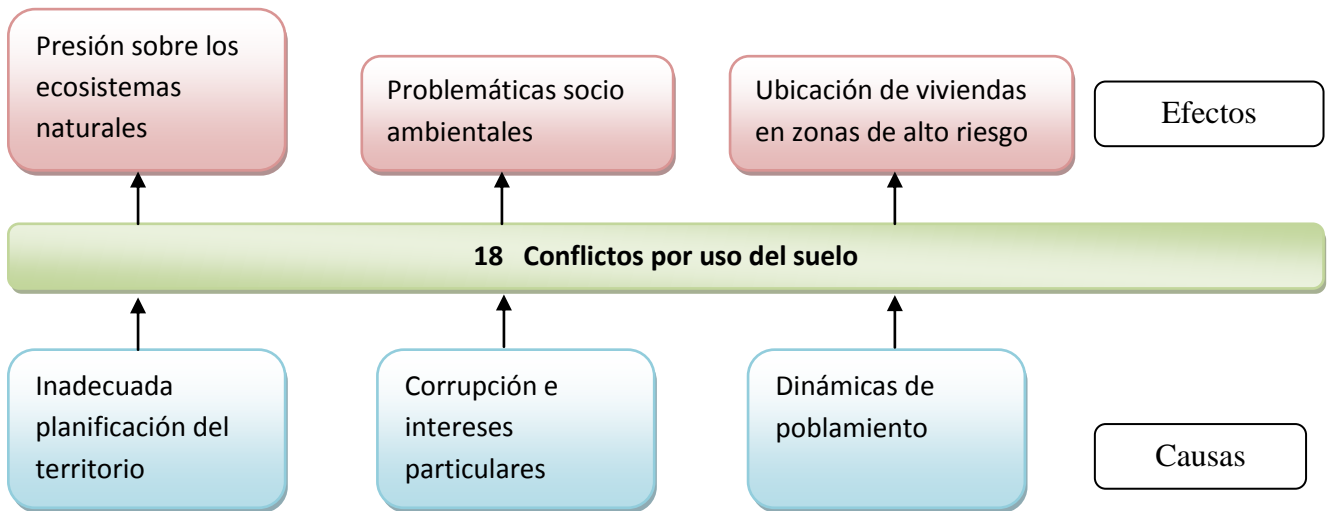 Presión sobre los
ecosistemas
naturales
Problemáticas socio
ambientales
Ubicación de viviendas
en zonas de alto riesgo
Efectos
18 Conflictos por uso del suelo
Inadecuada
planificación del
territorio
Corrupción e
intereses
particulares
Dinámicas de
poblamiento
Causas